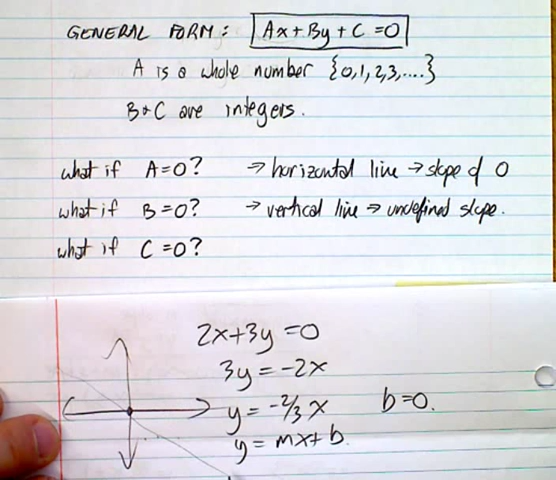 GENERAL FORM: Ax + By + C = 0
A is a whole number {0,1,2,3,....}
B & C are integers.
what if A=0? → horizontal line → slope of 0
what if B=0? → vertical line → undefined slope.
what if C=0?
2x+3y=0
3y=-2x
y=-2/3 x b=0.
y=mx+b